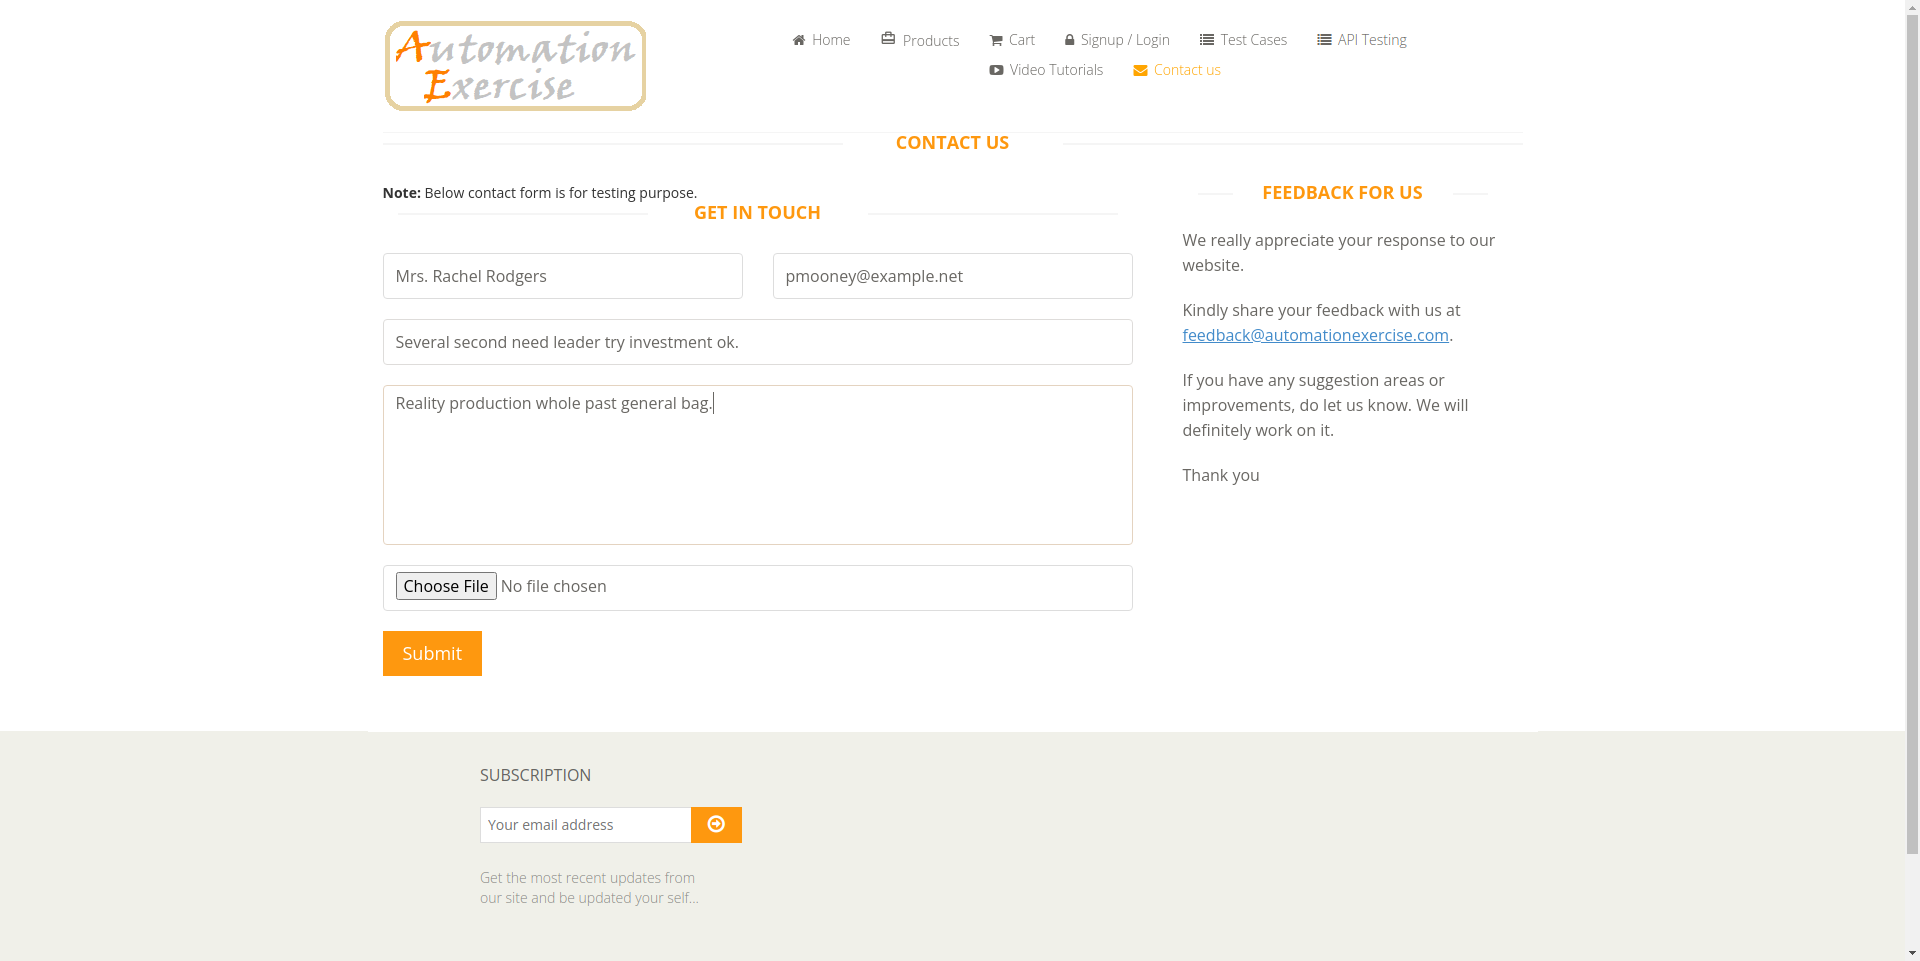 Automation
Exercise
Home
Products
Cart
Signup / Login
Test Cases
API Testing
Video Tutorials
Contact us
CONTACT US
Note: Below contact form is for testing purpose.
GET IN TOUCH
Mrs. Rachel Rodgers
pmooney@example.net
Several second need leader try investment ok.
Reality production whole past general bag.
Choose File No file chosen
Submit
FEEDBACK FOR US
We really appreciate your response to our
website.
Kindly share your feedback with us at
feedback@automationexercise.com.
If you have any suggestion areas or
improvements, do let us know. We will
definitely work on it.
Thank you
SUBSCRIPTION
Your email address
Get the most recent updates from
our site and be updated your self...